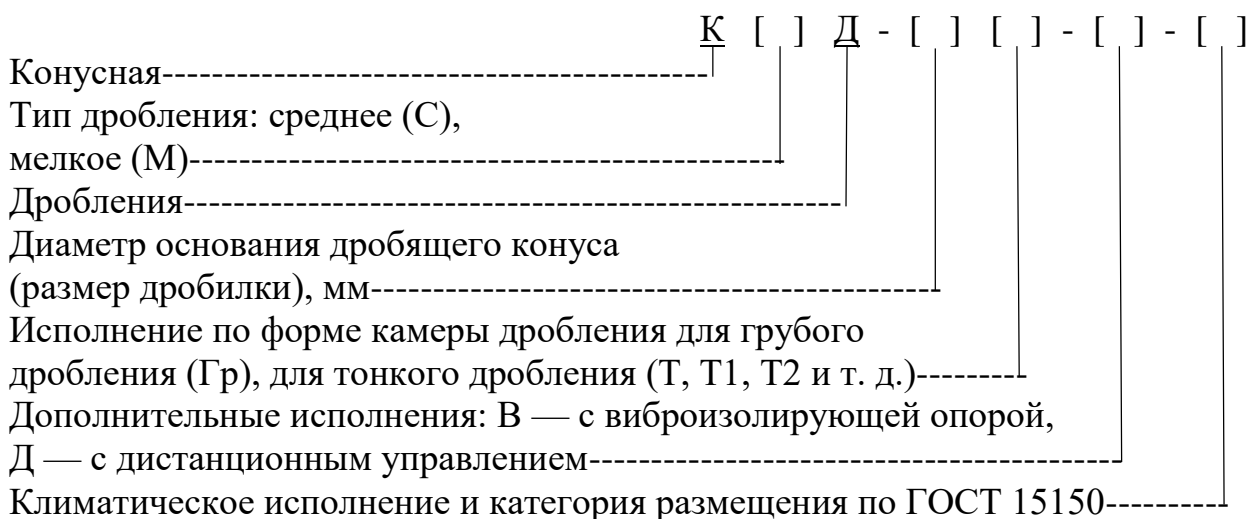 К [ ] Д - [ ] [ ] - [ ] - [ ]
Конусная--------------------------------------------
Тип дробления: среднее (С),
мелкое (М)------------------------------------------------
Дробления-----------------------------------------------------
Диаметр основания дробящего конуса
(размер дробилки), мм----------------------------------------------
Исполнение по форме камеры дробления для грубого
дробления (Гр), для тонкого дробления (Т, Т1, Т2 и т. д.)---------
Дополнительные исполнения: В — с виброизолирующей опорой,
Д — с дистанционным управлением-------------------------------------------
Климатическое исполнение и категория размещения по ГОСТ 15150----------